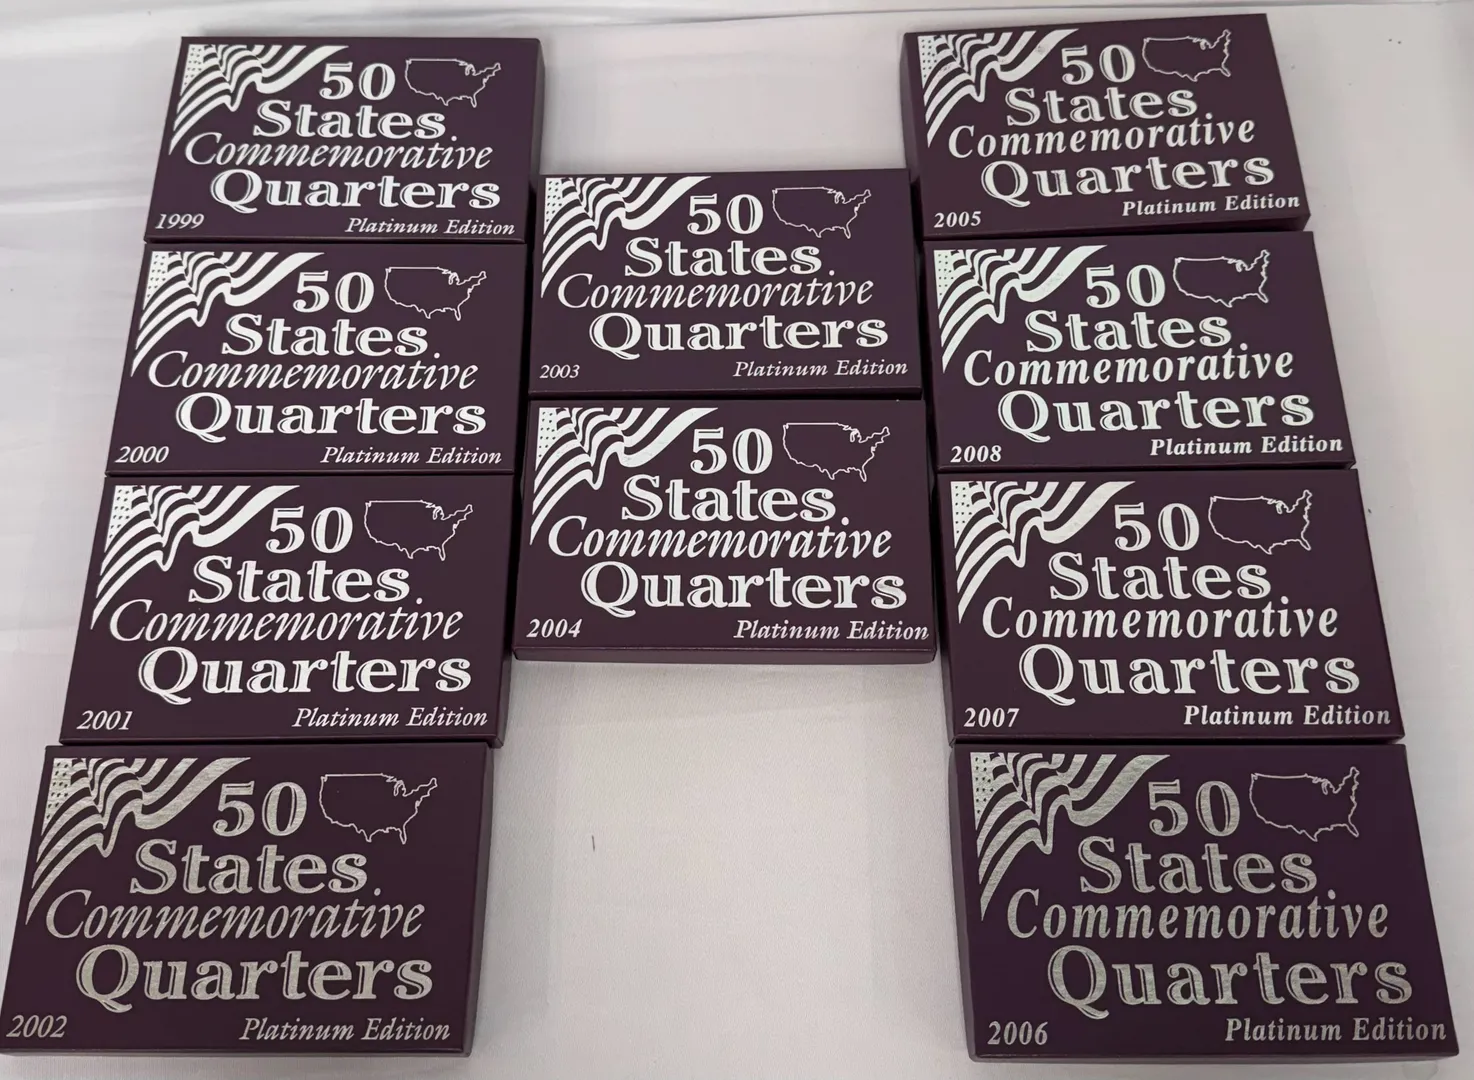 50
States
Commemorative
Quarters
1999 Platinum Edition
50
States
Commemorative
Quarters
2000 Platinum Edition
50
States
Commemorative
Quarters
2001 Platinum Edition
50
States
Commemorative
Quarters
2002 Platinum Edition
50
States
Commemorative
Quarters
2003 Platinum Edition
50
States
Commemorative
Quarters
2004 Platinum Edition
50
States
Commemorative
Quarters
2005 Platinum Edition
50
States
Commemorative
Quarters
2008 Platinum Edition
50
States
Commemorative
Quarters
2007 Platinum Edition
50
States
Commemorative
Quarters
2006 Platinum Edition